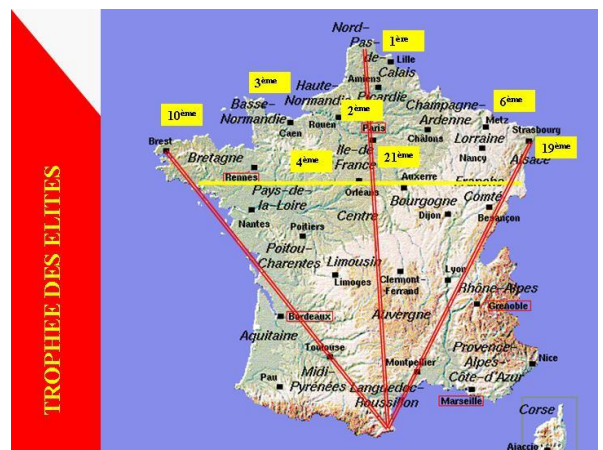 TROPHEE DES ELITES
Nord-
Pas-
de-
Calais
1ère
Lille
Amiens
Picardie
Haute-
Normandie
3ème
2ème
6ème
10ème
Basse-
Normandie
Rouen
Caen
Paris
Champagne-
Ardenne
Metz
Châlons
Lorraine
Strasbourg
Brest
Bretagne
Rennes
4ème
Ile-de
France
21ème
Nancy
Alsace
19ème
Pays-de-
la-Loire
Orléans
Auxerre
Bourgogne
Franche
Comté
Nantes
Centre
Dijon
Besançon
Poitiers
Poitou-
Charentes
Limousin
Limoges
Clermont-
Ferrand
Lyon
Rhône-Alpes
Auvergne
Grenoble
Bordeaux
Aquitaine
Toulouse
Montpellier
Provence-
Alpes-
Côte-d'Azur
Nice
Pau
Midi-
Pyrénées
Languedoc-
Roussillon
Marseille
Corse
Ajaccio